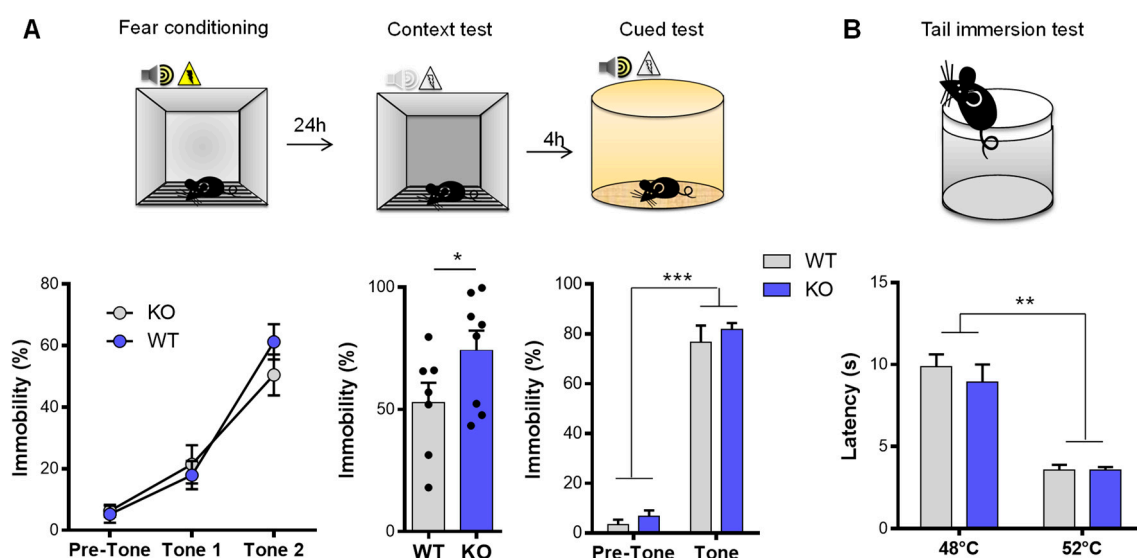 A
Fear conditioning
Context test
Cued test
B
Tail immersion test
24h
4h
80
60
40
20
0
Immobility (%)
KO
WT
Pre-Tone
Tone 1
Tone 2
*
100
50
0
Immobility (%)
WT
KO
***
100
80
60
40
20
0
Immobility (%)
Pre-Tone
Tone
WT
KO
**
15
10
5
0
Latency (s)
48°C
52°C